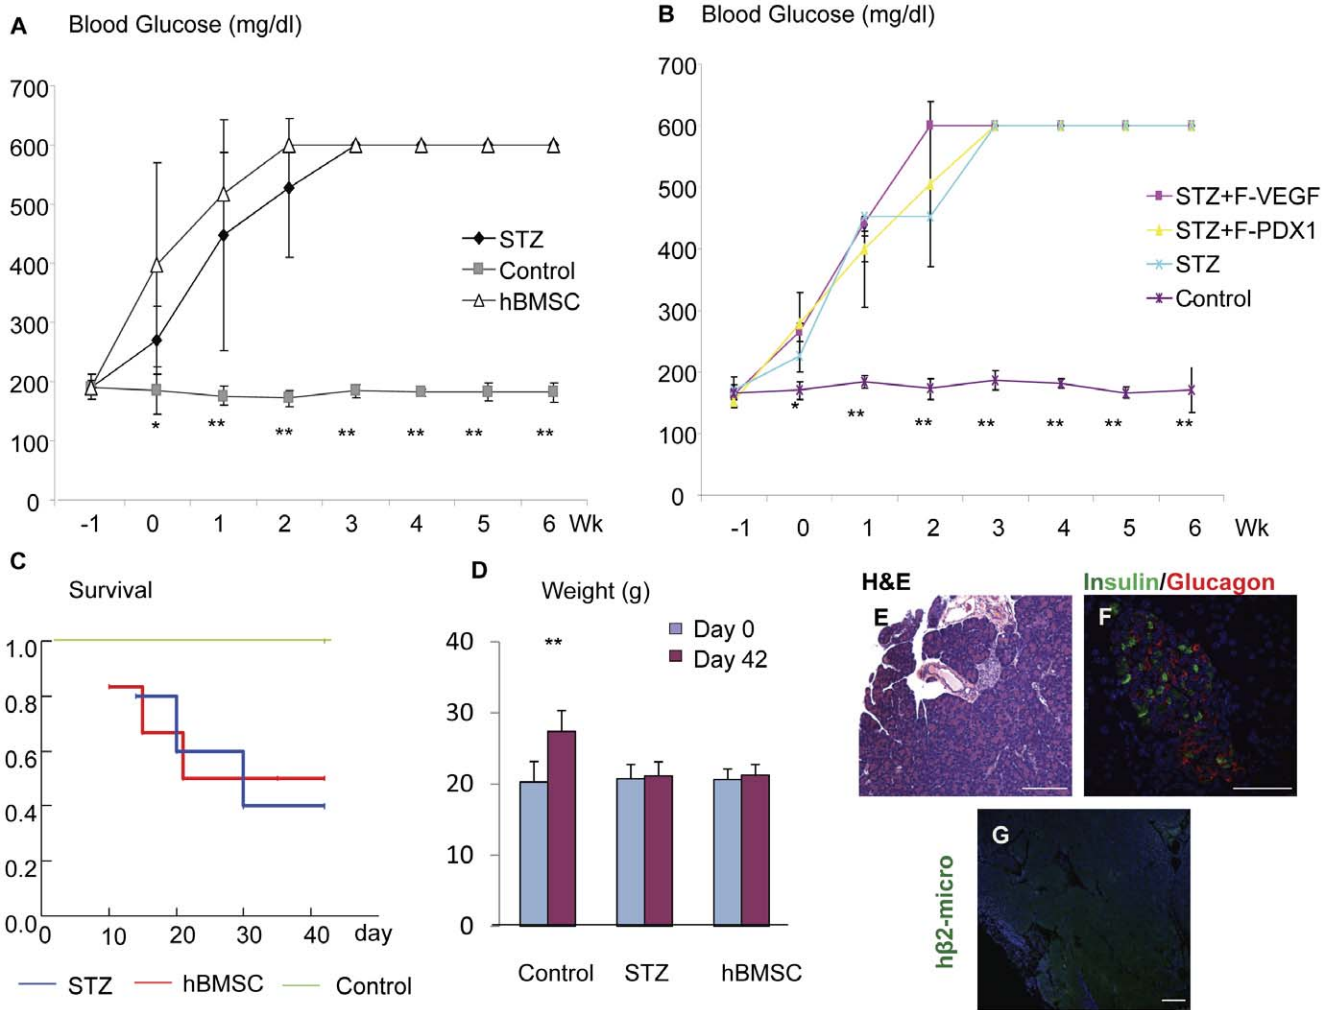 A Blood Glucose (mg/dl)
700
600
500
400
300
200
100
0
STZ
Control
hBMSC
* ** ** ** ** ** **
-1 0 1 2 3 4 5 6 Wk
B Blood Glucose (mg/dl)
700
600
500
400
300
200
100
0
STZ+F-VEGF
STZ+F-PDX1
STZ
Control
* ** ** ** ** ** **
-1 0 1 2 3 4 5 6 Wk
C
Survival
1.0
0.8
0.6
0.4
0.2
0.0
0 10 20 30 40 day
STZ hBMSC Control
D
Weight (g)
40
30
20
10
0
**
Day 0
Day 42
Control STZ hBMSC
H&E
E
Insulin/Glucagon
F
G
hβ2-micro